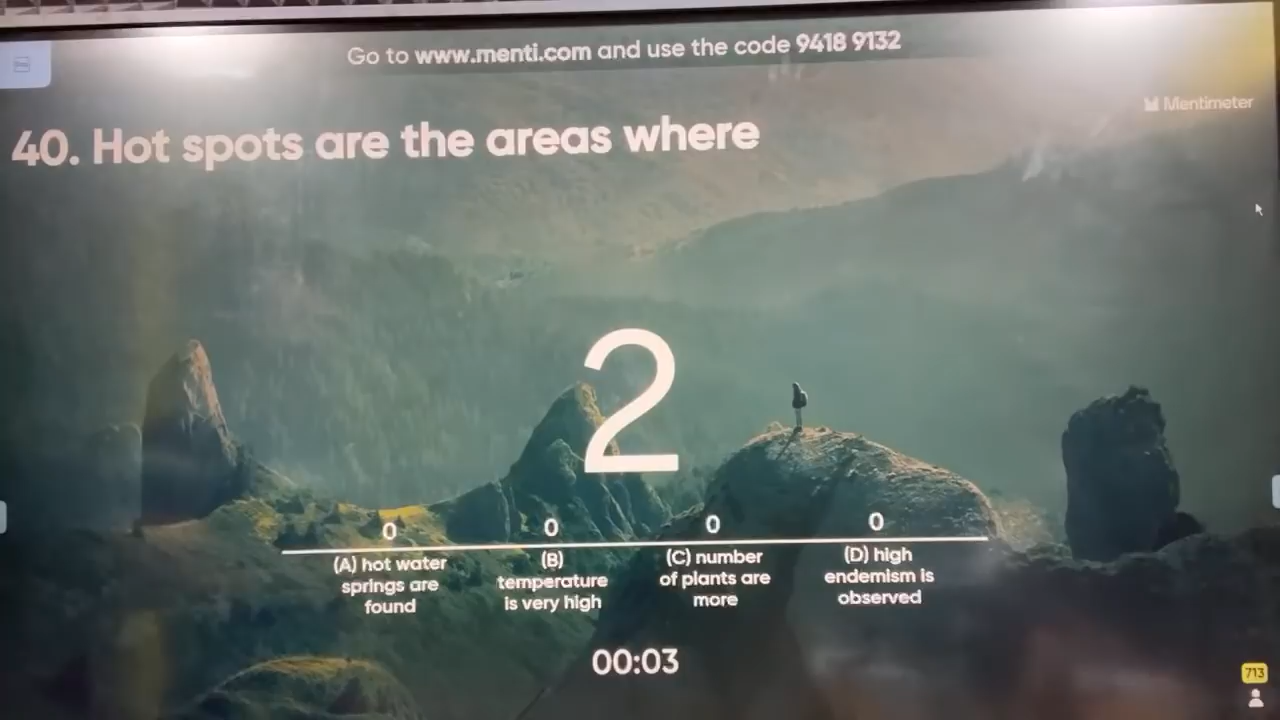 Go to www.menti.com and use the code 9418 9132
Mentimeter
40. Hot spots are the areas where
2
0
0
0
0
(A) hot water
springs are
found
(B)
temperature
is very high
(C) number
of plants are
more
(D) high
endemism is
observed
00:03
713